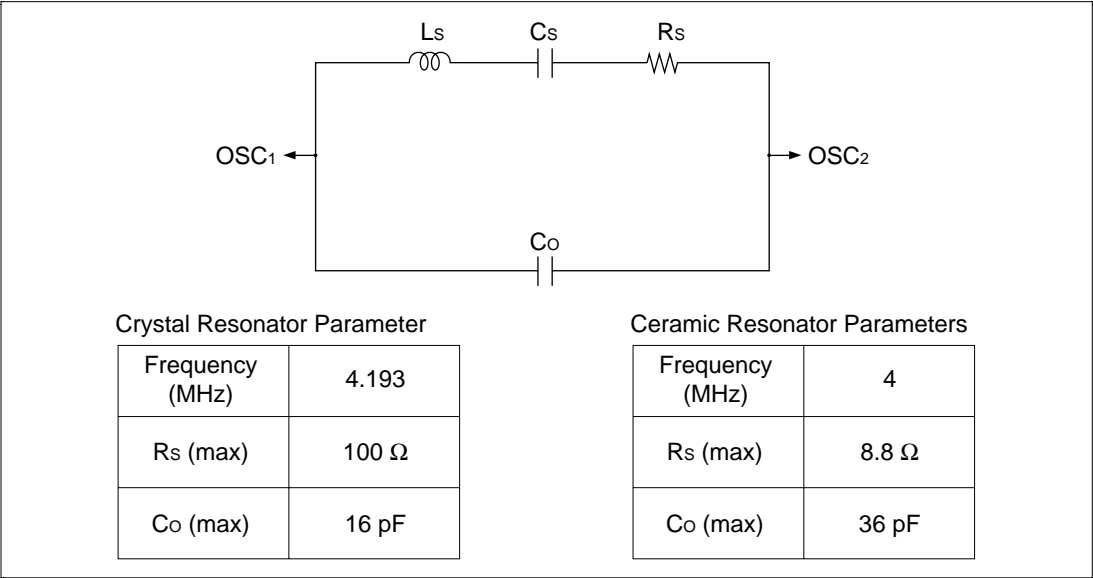 Ls Cs Rs
OSC1 OSC2
Co
Crystal Resonator Parameter
Frequency (MHz) 4.193
Rs (max) 100 Ω
Co (max) 16 pF
Ceramic Resonator Parameters
Frequency (MHz) 4
Rs (max) 8.8 Ω
Co (max) 36 pF